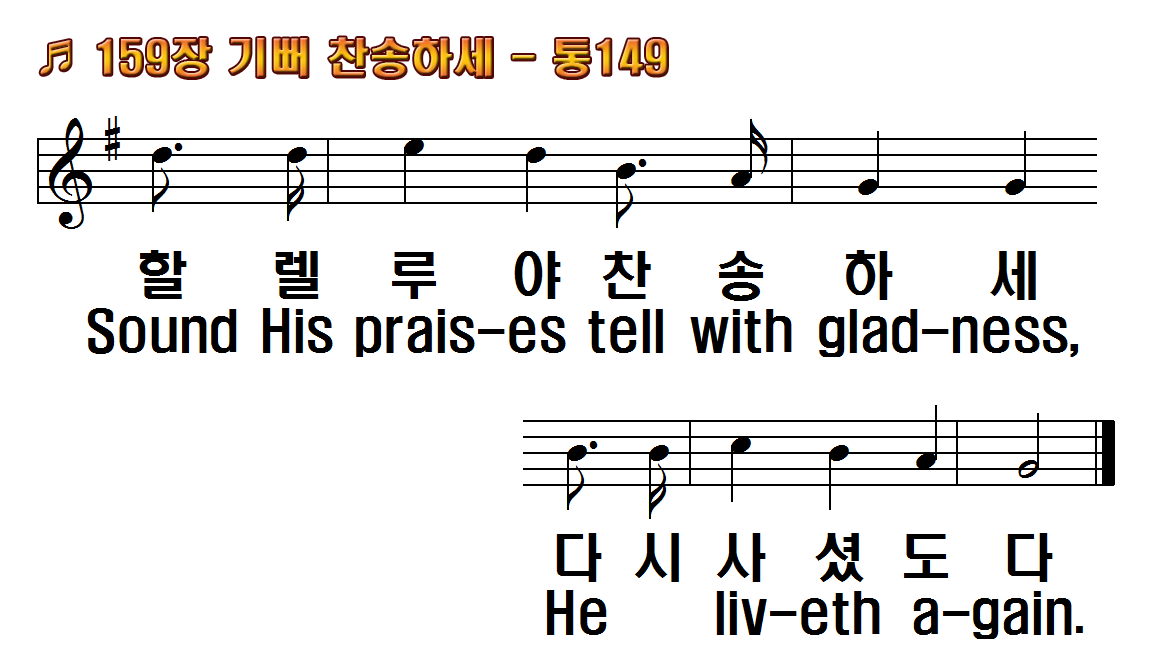 ♬ 159장 기뻐 찬송하세 - 통149
할 렐 루 야 찬 송 하 세
Sound His prais-es tell with glad-ness,
다 시 사 셨 도 다
He liv-eth a-gain.